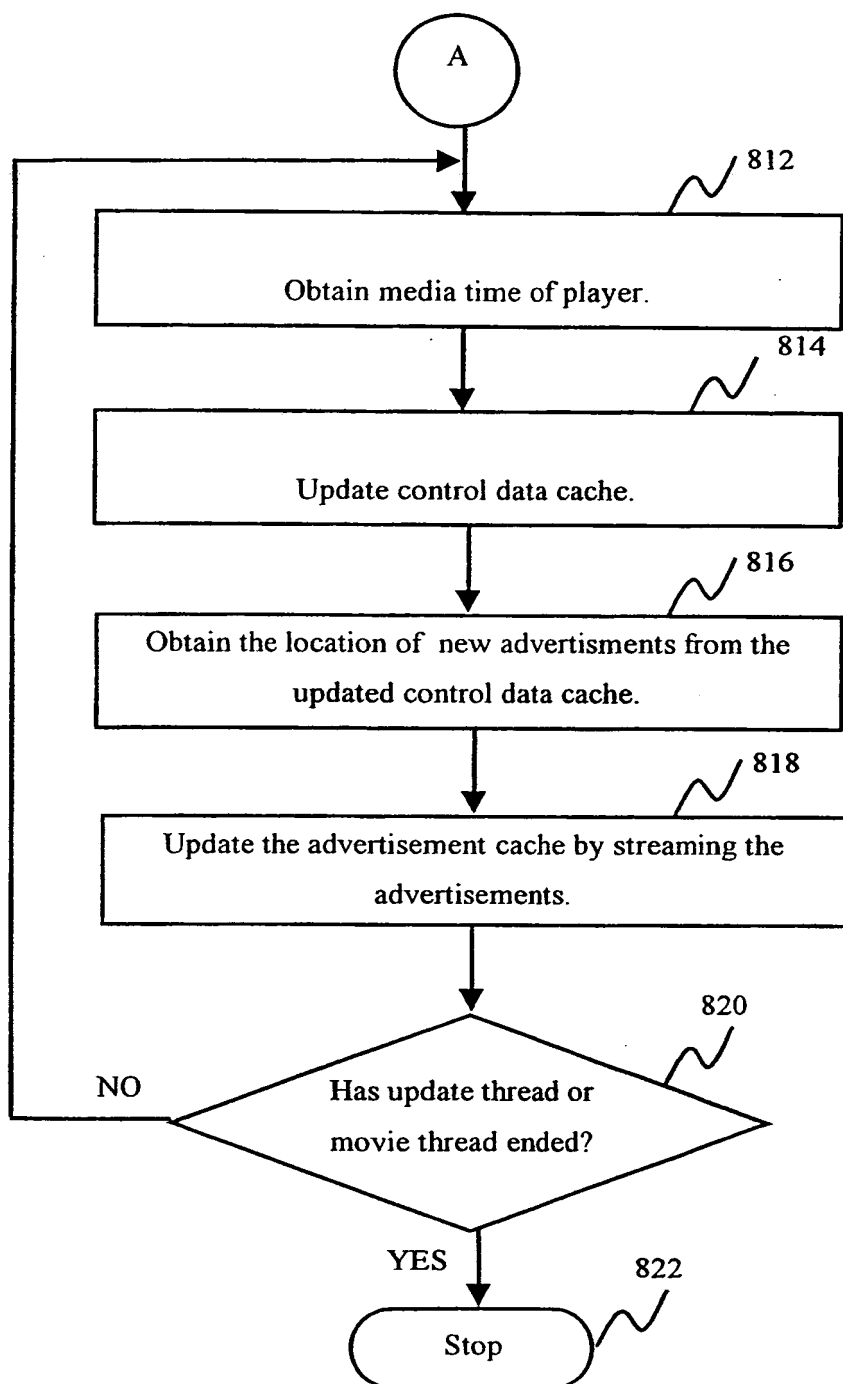 A
812
Obtain media time of player.
814
Update control data cache.
816
Obtain the location of new advertisments from the
updated control data cache.
818
Update the advertisement cache by streaming the
advertisements.
820
NO
Has update thread or
movie thread ended?
YES
822
Stop